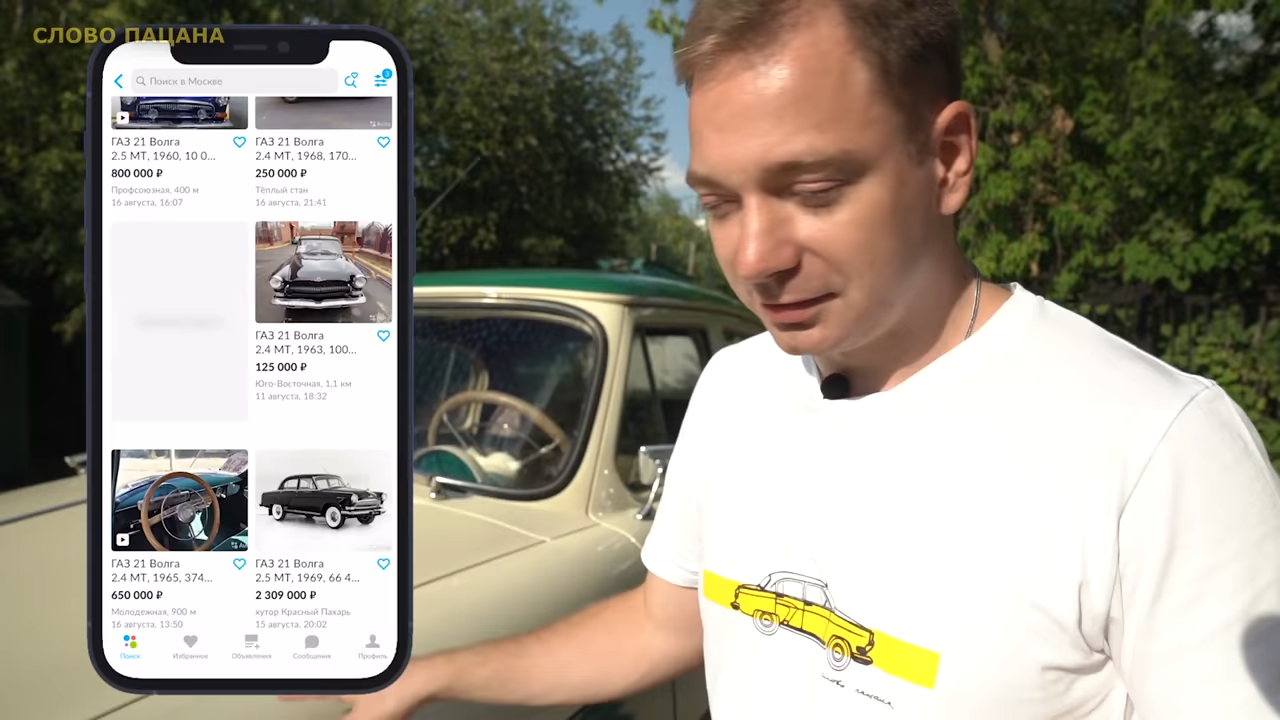 СЛОВО ПАЦАНА
Поиск в Москве
3
ГАЗ 21 Волга
2.5 MT, 1960, 10 0...
800 000 ₽
Профсоюзная, 400 м
16 августа, 16:07
ГАЗ 21 Волга
2.4 MT, 1968, 170...
250 000 ₽
Тёплый стан
16 августа, 21:41
ГАЗ 21 Волга
2.4 MT, 1963, 100...
125 000 ₽
Юго-Восточная, 1,1 км
11 августа, 18:32
ГАЗ 21 Волга
2.4 MT, 1965, 374...
650 000 ₽
Молодежная, 900 м
16 августа, 13:50
ГАЗ 21 Волга
2.5 MT, 1969, 66 4...
2 309 000 ₽
хутор Красный Пахарь
15 августа, 20:02
Поиск
Избранное
Объявления
Сообщения
Профиль